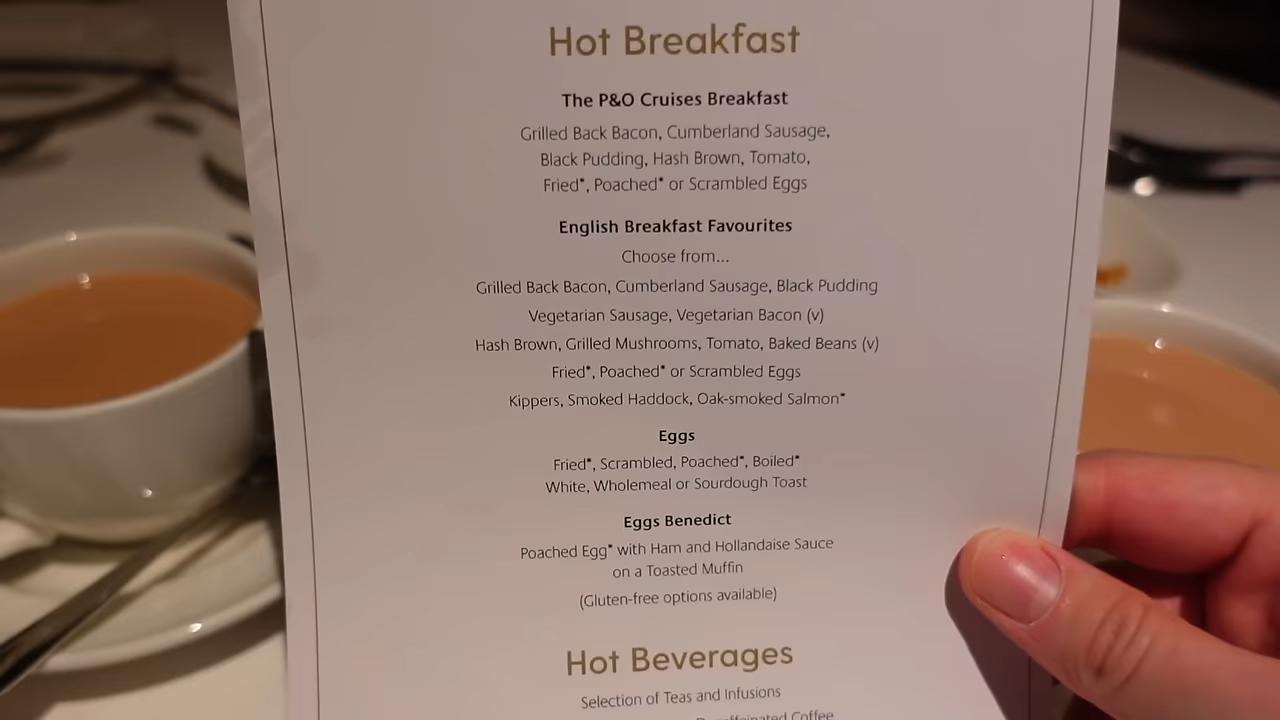 Hot Breakfast
The P&O Cruises Breakfast
Grilled Back Bacon, Cumberland Sausage,
Black Pudding, Hash Brown, Tomato,
Fried*, Poached* or Scrambled Eggs
English Breakfast Favourites
Choose from...
Grilled Back Bacon, Cumberland Sausage, Black Pudding
Vegetarian Sausage, Vegetarian Bacon (v)
Hash Brown, Grilled Mushrooms, Tomato, Baked Beans (v)
Fried*, Poached* or Scrambled Eggs
Kippers, Smoked Haddock, Oak-smoked Salmon*
Eggs
Fried*, Scrambled, Poached*, Boiled*
White, Wholemeal or Sourdough Toast
Eggs Benedict
Poached Egg* with Ham and Hollandaise Sauce
on a Toasted Muffin
(Gluten-free options available)
Hot Beverages
Selection of Teas and Infusions
Decaffeinated Coffee